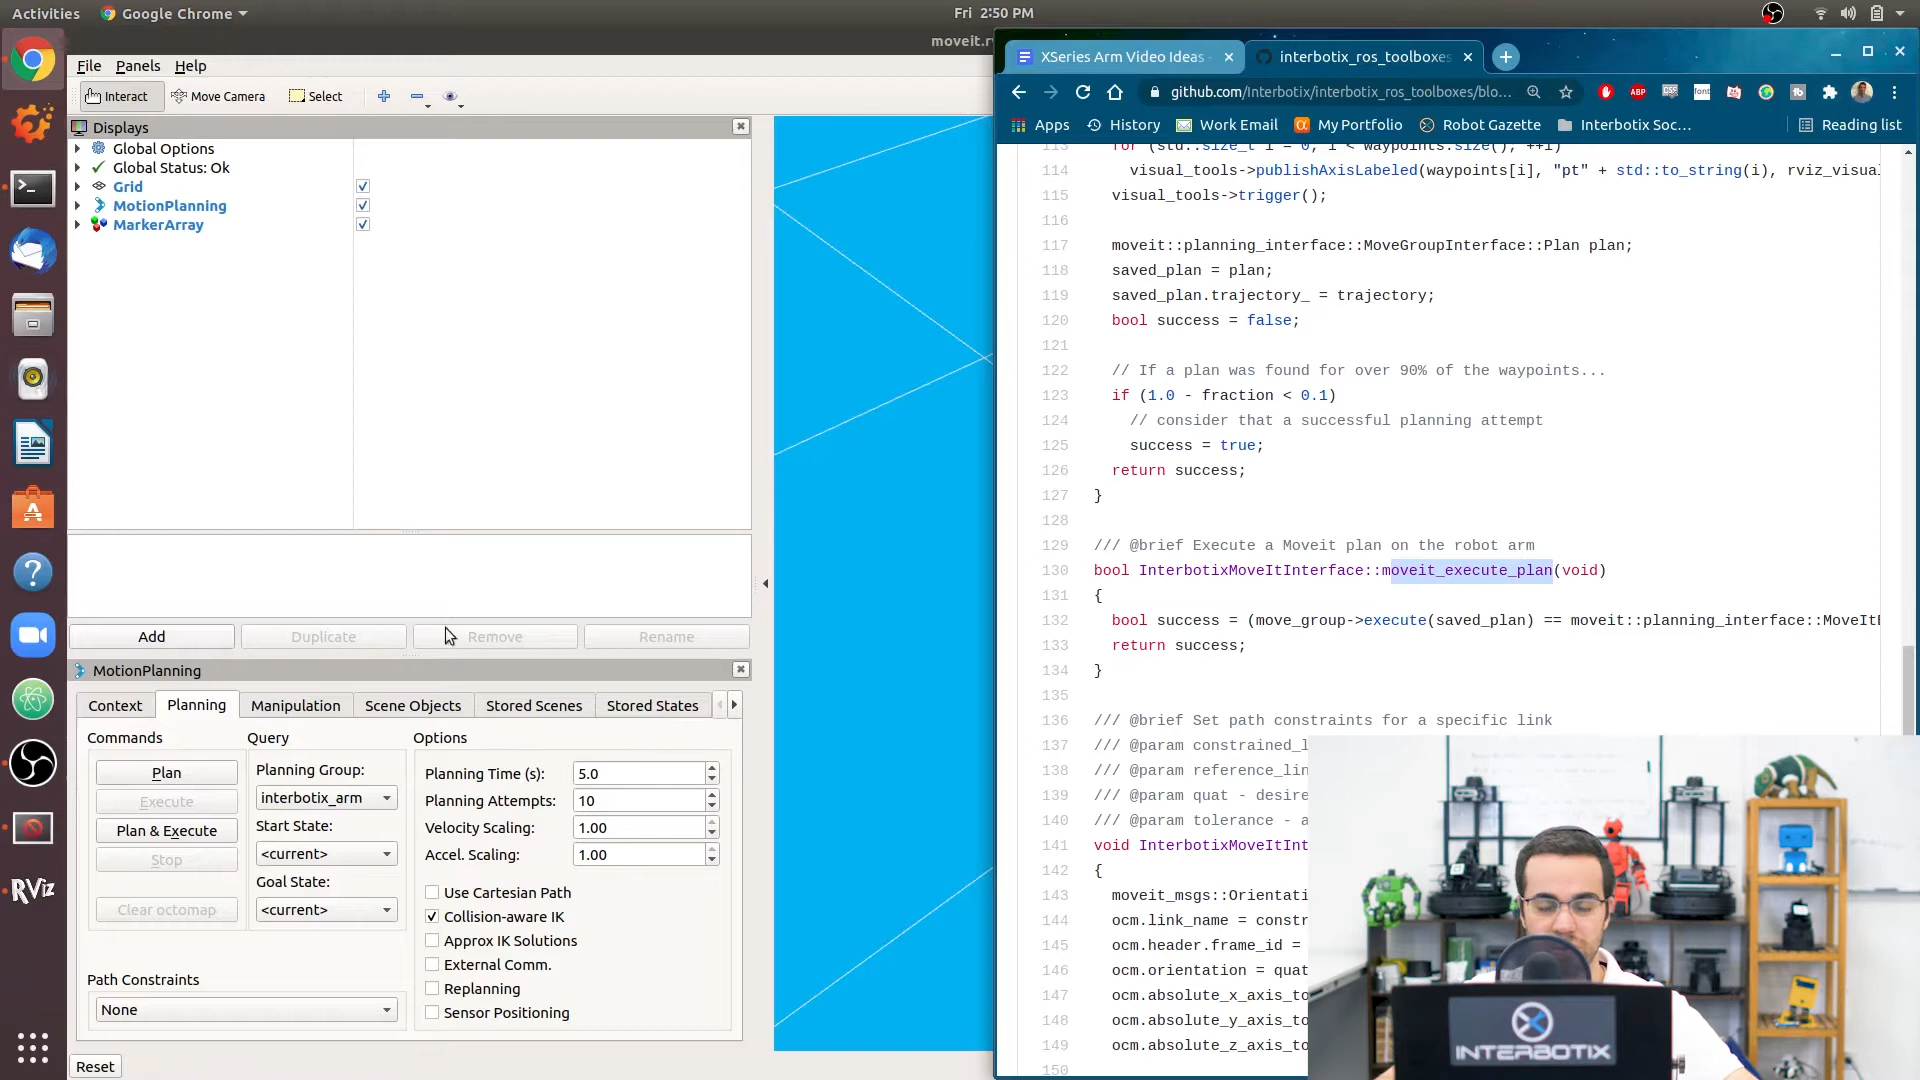 Activities
Google Chrome
Fri 2:50 PM
moveit.r
File Panels Help
Interact
Move Camera
Select
Displays
Global Options
Global Status: Ok
Grid
MotionPlanning
MarkerArray
Add
Duplicate
Remove
Rename
MotionPlanning
Context
Planning
Manipulation
Scene Objects
Stored Scenes
Stored States
Commands
Plan
Execute
Plan & Execute
Stop
Clear octomap
Query
Planning Group:
interbotix_arm
Start State:
<current>
Goal State:
<current>
Path Constraints
None
Options
Planning Time (s): 5.0
Planning Attempts: 10
Velocity Scaling: 1.00
Accel. Scaling: 1.00
Use Cartesian Path
Collision-aware IK
Approx IK Solutions
External Comm.
Replanning
Sensor Positioning
Reset
RViz
XSeries Arm Video Ideas -
interbotix_ros_toolboxes
github.com/Interbotix/interbotix_ros_toolboxes/blo...
ABP
Apps
History
Work Email
My Portfolio
Robot Gazette
Interbotix Soc...
Reading list
113 for (std::size_t i = 0; i < waypoints.size(); ++i)
114 visual_tools->publishAxisLabeled(waypoints[i], "pt" + std::to_string(i), rviz_visual
115 visual_tools->trigger();
116
117 moveit::planning_interface::MoveGroupInterface::Plan plan;
118 saved_plan = plan;
119 saved_plan.trajectory_ = trajectory;
120 bool success = false;
121
122 // If a plan was found for over 90% of the waypoints...
123 if (1.0 - fraction < 0.1)
124 // consider that a successful planning attempt
125 success = true;
126 return success;
127 }
128
129 /// @brief Execute a Moveit plan on the robot arm
130 bool InterbotixMoveItInterface::moveit_execute_plan(void)
131 {
132 bool success = (move_group->execute(saved_plan) == moveit::planning_interface::MoveItE
133 return success;
134 }
135
136 /// @brief Set path constraints for a specific link
137 /// @param constrained_l
138 /// @param reference_lin
139 /// @param quat - desire
140 /// @param tolerance - a
141 void InterbotixMoveItInt
142 {
143 moveit_msgs::Orientati
144 ocm.link_name = constr
145 ocm.header.frame_id =
146 ocm.orientation = quat
147 ocm.absolute_x_axis_to
148 ocm.absolute_y_axis_to
149 ocm.absolute_z_axis_to
150
INTERBOTIX